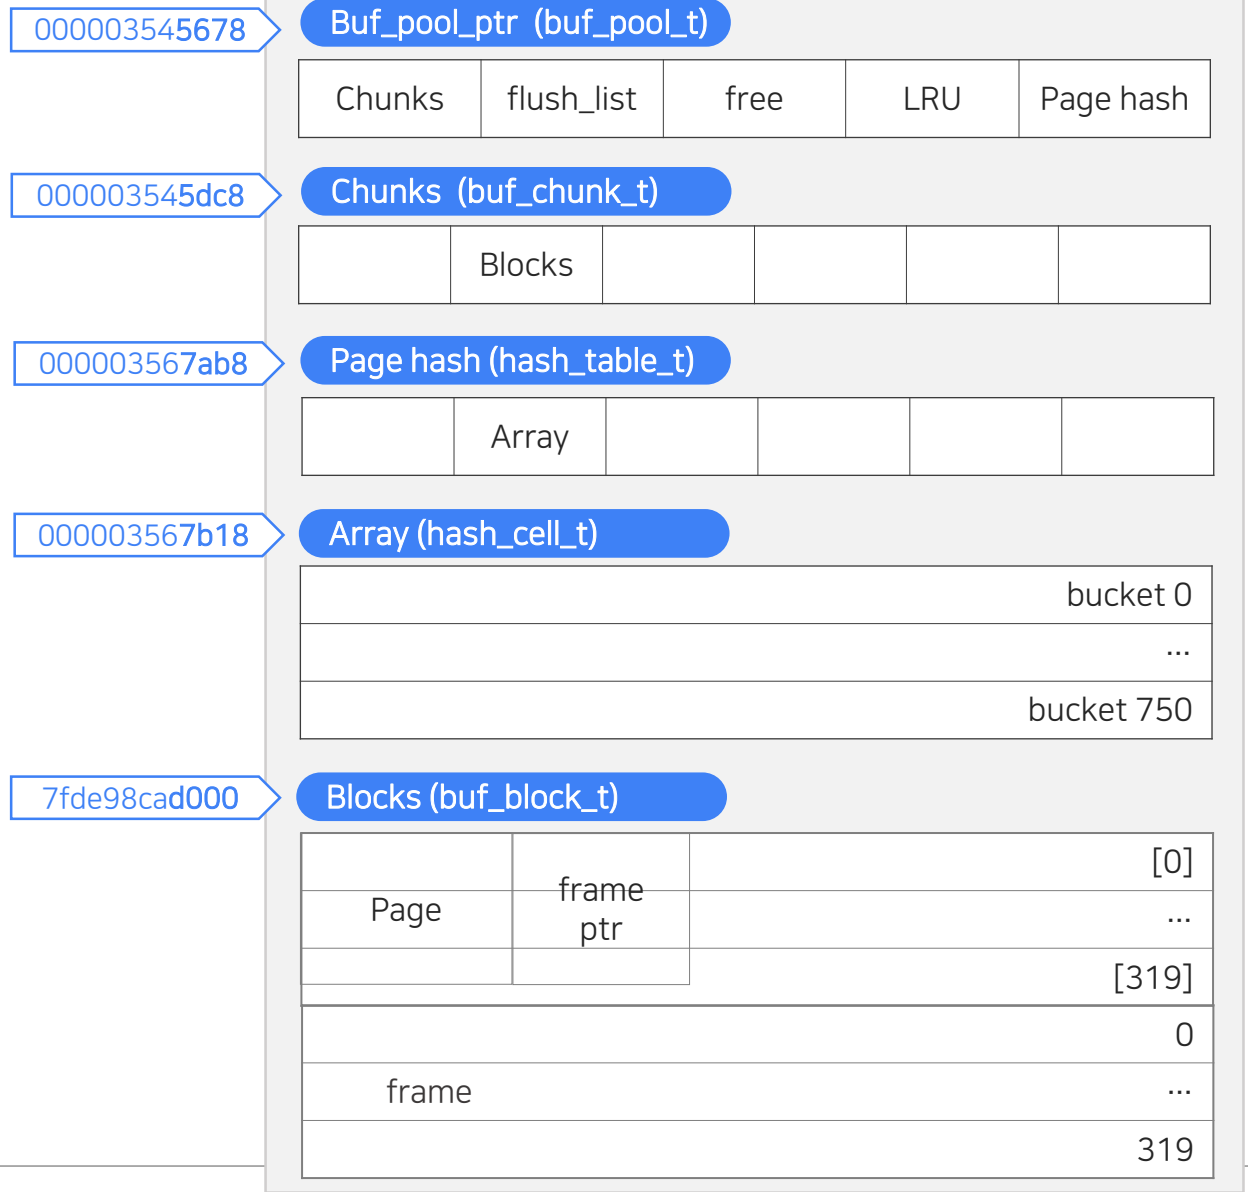 000003545678
Buf_pool_ptr (buf_pool_t)
Chunks flush_list free LRU Page hash
000003545dc8
Chunks (buf_chunk_t)
Blocks
000003567ab8
Page hash (hash_table_t)
Array
000003567b18
Array (hash_cell_t)
bucket 0
...
bucket 750
7fde98cad000
Blocks (buf_block_t)
[0]
Page
frame
ptr
...
[319]
0
frame
...
319